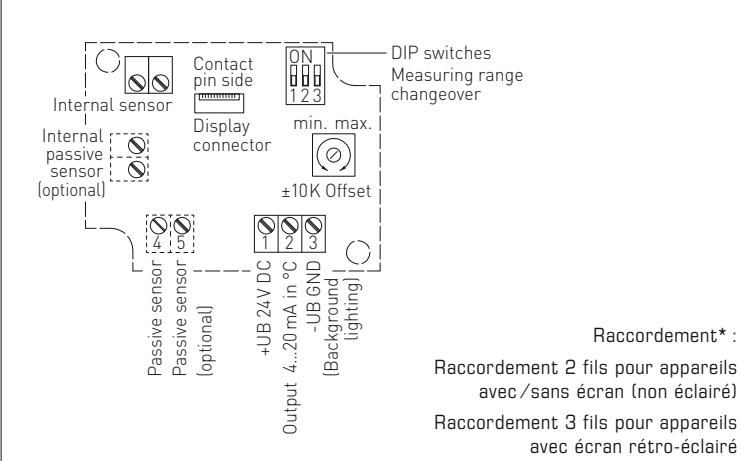 ON
1 2 3
DIP switches
Measuring range
changeover
Contact
pin side
Internal sensor
Display
connector
min. max.
Internal
passive
sensor
(optional)
±10K Offset
4
5
1
2
3
Passive sensor
Passive sensor
(optional)
+UB 24V DC
Output 4...20 mA in °C
-UB GND
(Background
lighting)
Raccordement* :
Raccordement 2 fils pour appareils
avec /sans écran (non éclairé)
Raccordement 3 fils pour appareils
avec écran rétro-éclairé